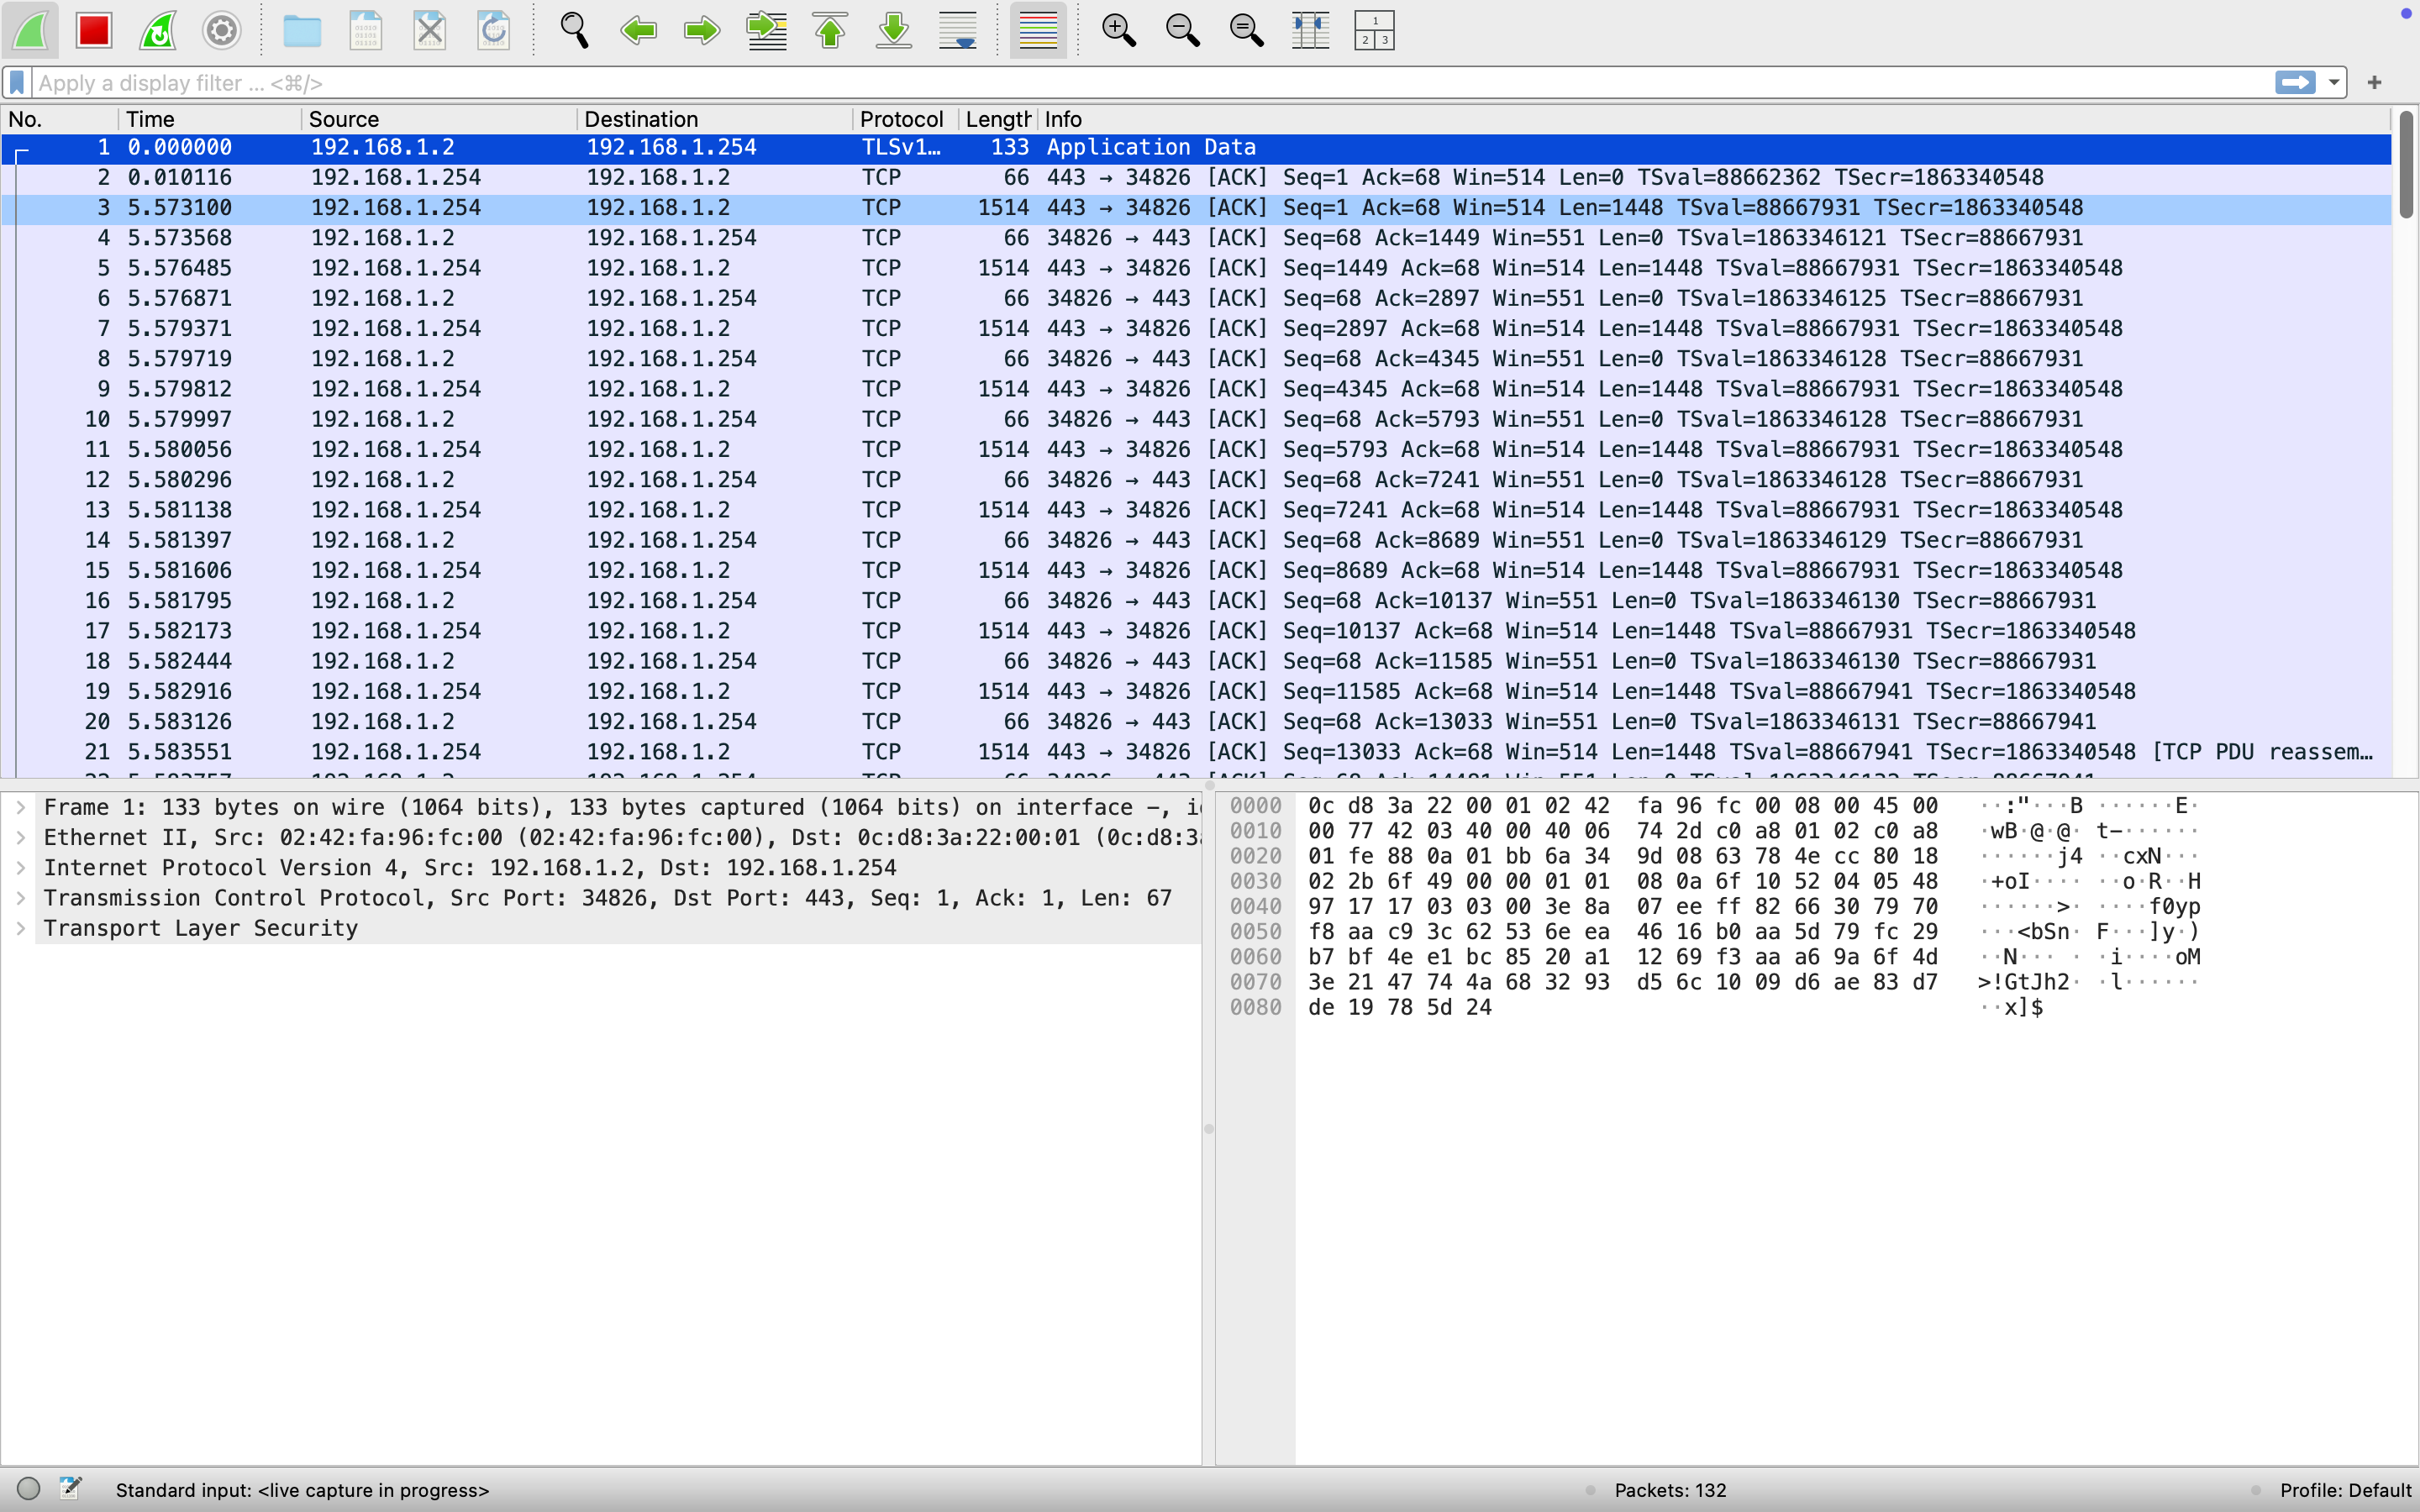 1
2 3
Apply a display filter ... <⌘/>
No. Time Source Destination Protocol Length Info
1 0.000000 192.168.1.2 192.168.1.254 TLSv1… 133 Application Data
2 0.010116 192.168.1.254 192.168.1.2 TCP 66 443 → 34826 [ACK] Seq=1 Ack=68 Win=514 Len=0 TSval=88662362 TSecr=1863340548
3 5.573100 192.168.1.254 192.168.1.2 TCP 1514 443 → 34826 [ACK] Seq=1 Ack=68 Win=514 Len=1448 TSval=88667931 TSecr=1863340548
4 5.573568 192.168.1.2 192.168.1.254 TCP 66 34826 → 443 [ACK] Seq=68 Ack=1449 Win=551 Len=0 TSval=1863346121 TSecr=88667931
5 5.576485 192.168.1.254 192.168.1.2 TCP 1514 443 → 34826 [ACK] Seq=1449 Ack=68 Win=514 Len=1448 TSval=88667931 TSecr=1863340548
6 5.576871 192.168.1.2 192.168.1.254 TCP 66 34826 → 443 [ACK] Seq=68 Ack=2897 Win=551 Len=0 TSval=1863346125 TSecr=88667931
7 5.579371 192.168.1.254 192.168.1.2 TCP 1514 443 → 34826 [ACK] Seq=2897 Ack=68 Win=514 Len=1448 TSval=88667931 TSecr=1863340548
8 5.579719 192.168.1.2 192.168.1.254 TCP 66 34826 → 443 [ACK] Seq=68 Ack=4345 Win=551 Len=0 TSval=1863346128 TSecr=88667931
9 5.579812 192.168.1.254 192.168.1.2 TCP 1514 443 → 34826 [ACK] Seq=4345 Ack=68 Win=514 Len=1448 TSval=88667931 TSecr=1863340548
10 5.579997 192.168.1.2 192.168.1.254 TCP 66 34826 → 443 [ACK] Seq=68 Ack=5793 Win=551 Len=0 TSval=1863346128 TSecr=88667931
11 5.580056 192.168.1.254 192.168.1.2 TCP 1514 443 → 34826 [ACK] Seq=5793 Ack=68 Win=514 Len=1448 TSval=88667931 TSecr=1863340548
12 5.580296 192.168.1.2 192.168.1.254 TCP 66 34826 → 443 [ACK] Seq=68 Ack=7241 Win=551 Len=0 TSval=1863346128 TSecr=88667931
13 5.581138 192.168.1.254 192.168.1.2 TCP 1514 443 → 34826 [ACK] Seq=7241 Ack=68 Win=514 Len=1448 TSval=88667931 TSecr=1863340548
14 5.581397 192.168.1.2 192.168.1.254 TCP 66 34826 → 443 [ACK] Seq=68 Ack=8689 Win=551 Len=0 TSval=1863346129 TSecr=88667931
15 5.581606 192.168.1.254 192.168.1.2 TCP 1514 443 → 34826 [ACK] Seq=8689 Ack=68 Win=514 Len=1448 TSval=88667931 TSecr=1863340548
16 5.581795 192.168.1.2 192.168.1.254 TCP 66 34826 → 443 [ACK] Seq=68 Ack=10137 Win=551 Len=0 TSval=1863346130 TSecr=88667931
17 5.582173 192.168.1.254 192.168.1.2 TCP 1514 443 → 34826 [ACK] Seq=10137 Ack=68 Win=514 Len=1448 TSval=88667931 TSecr=1863340548
18 5.582444 192.168.1.2 192.168.1.254 TCP 66 34826 → 443 [ACK] Seq=68 Ack=11585 Win=551 Len=0 TSval=1863346130 TSecr=88667931
19 5.582916 192.168.1.254 192.168.1.2 TCP 1514 443 → 34826 [ACK] Seq=11585 Ack=68 Win=514 Len=1448 TSval=88667941 TSecr=1863340548
20 5.583126 192.168.1.2 192.168.1.254 TCP 66 34826 → 443 [ACK] Seq=68 Ack=13033 Win=551 Len=0 TSval=1863346131 TSecr=88667941
21 5.583551 192.168.1.254 192.168.1.2 TCP 1514 443 → 34826 [ACK] Seq=13033 Ack=68 Win=514 Len=1448 TSval=88667941 TSecr=1863340548 [TCP PDU reassem…
Frame 1: 133 bytes on wire (1064 bits), 133 bytes captured (1064 bits) on interface -, i
Ethernet II, Src: 02:42:fa:96:fc:00 (02:42:fa:96:fc:00), Dst: 0c:d8:3a:22:00:01 (0c:d8:3
Internet Protocol Version 4, Src: 192.168.1.2, Dst: 192.168.1.254
Transmission Control Protocol, Src Port: 34826, Dst Port: 443, Seq: 1, Ack: 1, Len: 67
Transport Layer Security
0000 0c d8 3a 22 00 01 02 42 fa 96 fc 00 08 00 45 00 ··:"···B ······E·
0010 00 77 42 03 40 00 40 06 74 2d c0 a8 01 02 c0 a8 ·wB·@·@· t-······
0020 01 fe 88 0a 01 bb 6a 34 9d 08 63 78 4e cc 80 18 ······j4 ··cxN···
0030 02 2b 6f 49 00 00 01 01 08 0a 6f 10 52 04 05 48 ·+oI···· ··o·R··H
0040 97 17 17 03 03 00 3e 8a 07 ee ff 82 66 30 79 70 ······>· ····f0yp
0050 f8 aa c9 3c 62 53 6e ea 46 16 b0 aa 5d 79 fc 29 ···<bSn· F···]y·)
0060 b7 bf 4e e1 bc 85 20 a1 12 69 f3 aa a6 9a 6f 4d ··N··· · ·i····oM
0070 3e 21 47 74 4a 68 32 93 d5 6c 10 09 d6 ae 83 d7 >!GtJh2· ·l······
0080 de 19 78 5d 24 ··x]$
Standard input: <live capture in progress> Packets: 132 Profile: Default